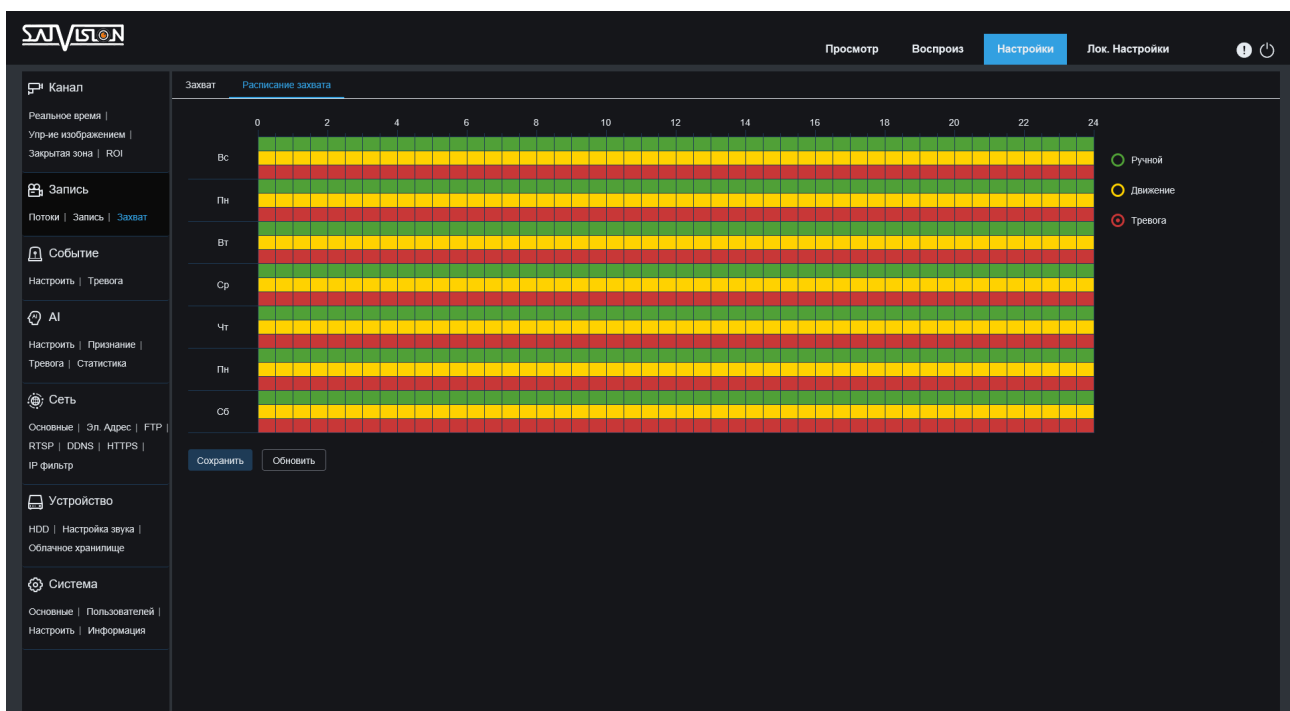 SATVISION
Просмотр Воспроиз Настройки Лок. Настройки
Канал
Реальное время |
Упр-ие изображением |
Закрытая зона | ROI
Запись
Потоки | Запись | Захват
Событие
Настроить | Тревога
AI
Настроить | Признание |
Тревога | Статистика
Сеть
Основные | Эл. Адрес | FTP |
RTSP | DDNS | HTTPS |
IP фильтр
Устройство
HDD | Настройка звука |
Облачное хранилище
Система
Основные | Пользователей |
Настроить | Информация
Захват Расписание захвата
0 2 4 6 8 10 12 14 16 18 20 22 24
Вс
Пн
Вт
Ср
Чт
Пн
Сб
Ручной
Движение
Тревога
Сохранить Обновить